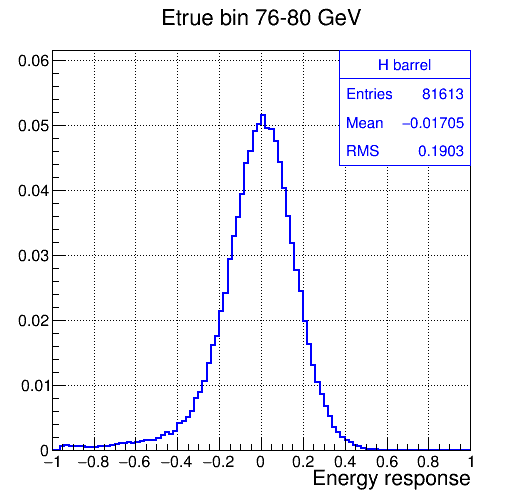 Etrue bin 76-80 GeV
H barrel
Entries 81613
Mean −0.01705
RMS 0.1903
0.06
0.05
0.04
0.03
0.02
0.01
0
−1 −0.8 −0.6 −0.4 −0.2 0 0.2 0.4 0.6 0.8 1
Energy response